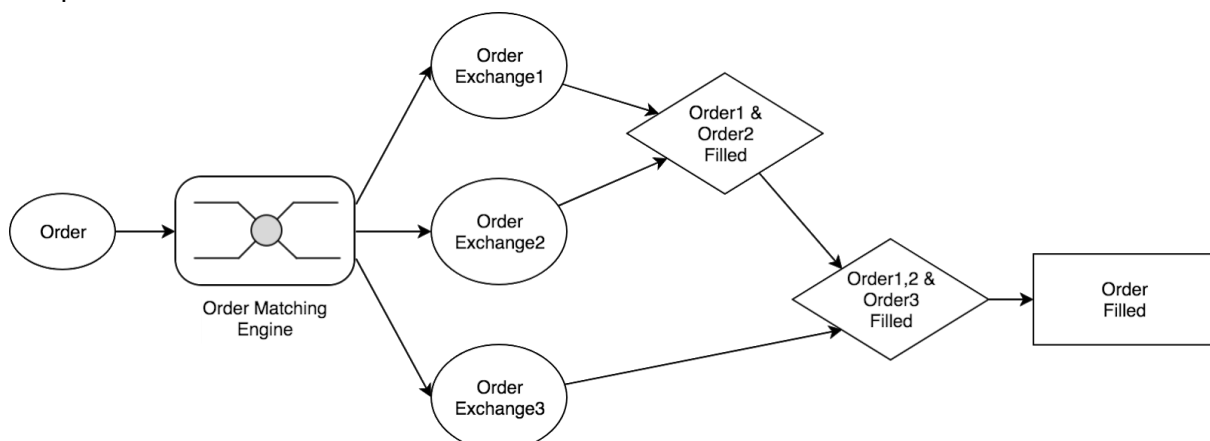 Order
Order Matching
Engine
Order
Exchange1
Order
Exchange2
Order
Exchange3
Order1 &
Order2
Filled
Order1,2 &
Order3
Filled
Order
Filled